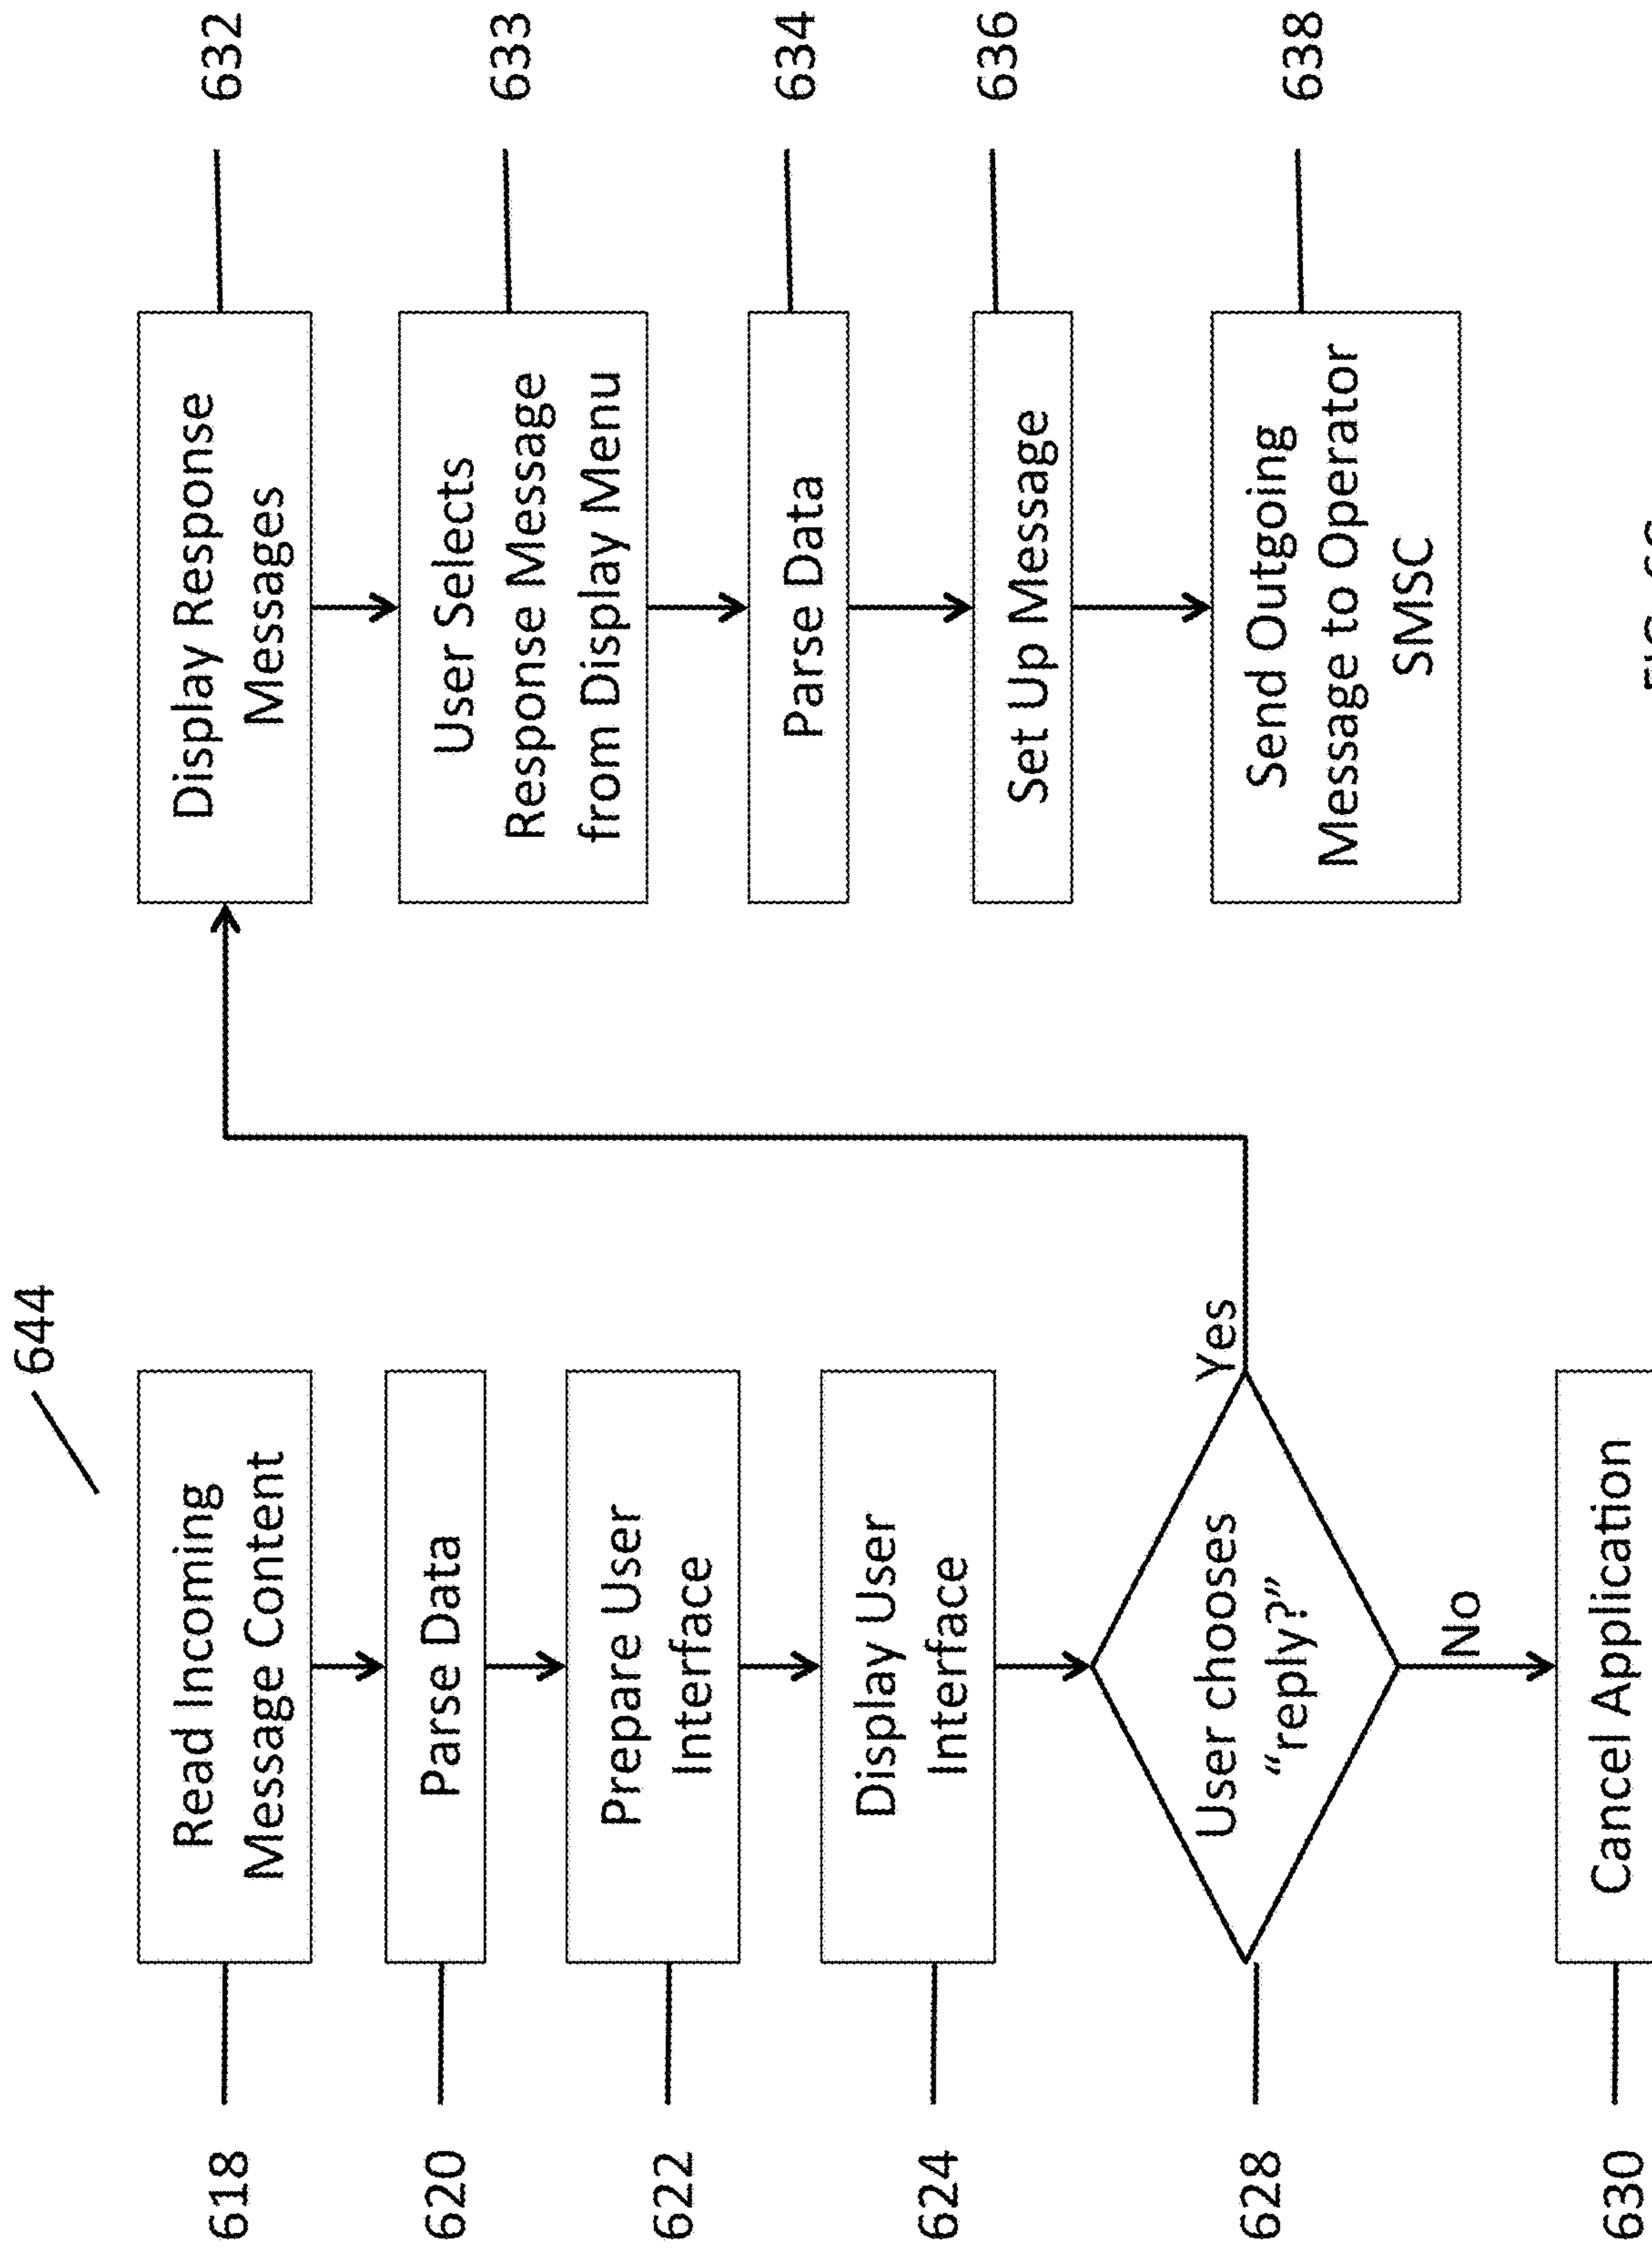 644
618
Read Incoming
Message Content
620
Parse Data
622
Prepare User
Interface
624
Display User
Interface
628
User chooses
“reply?”
Yes
No
630
Cancel Application
Display Response
Messages
632
User Selects
Response Message
from Display Menu
633
Parse Data
634
Set Up Message
636
Send Outgoing
Message to Operator
SMSC
638